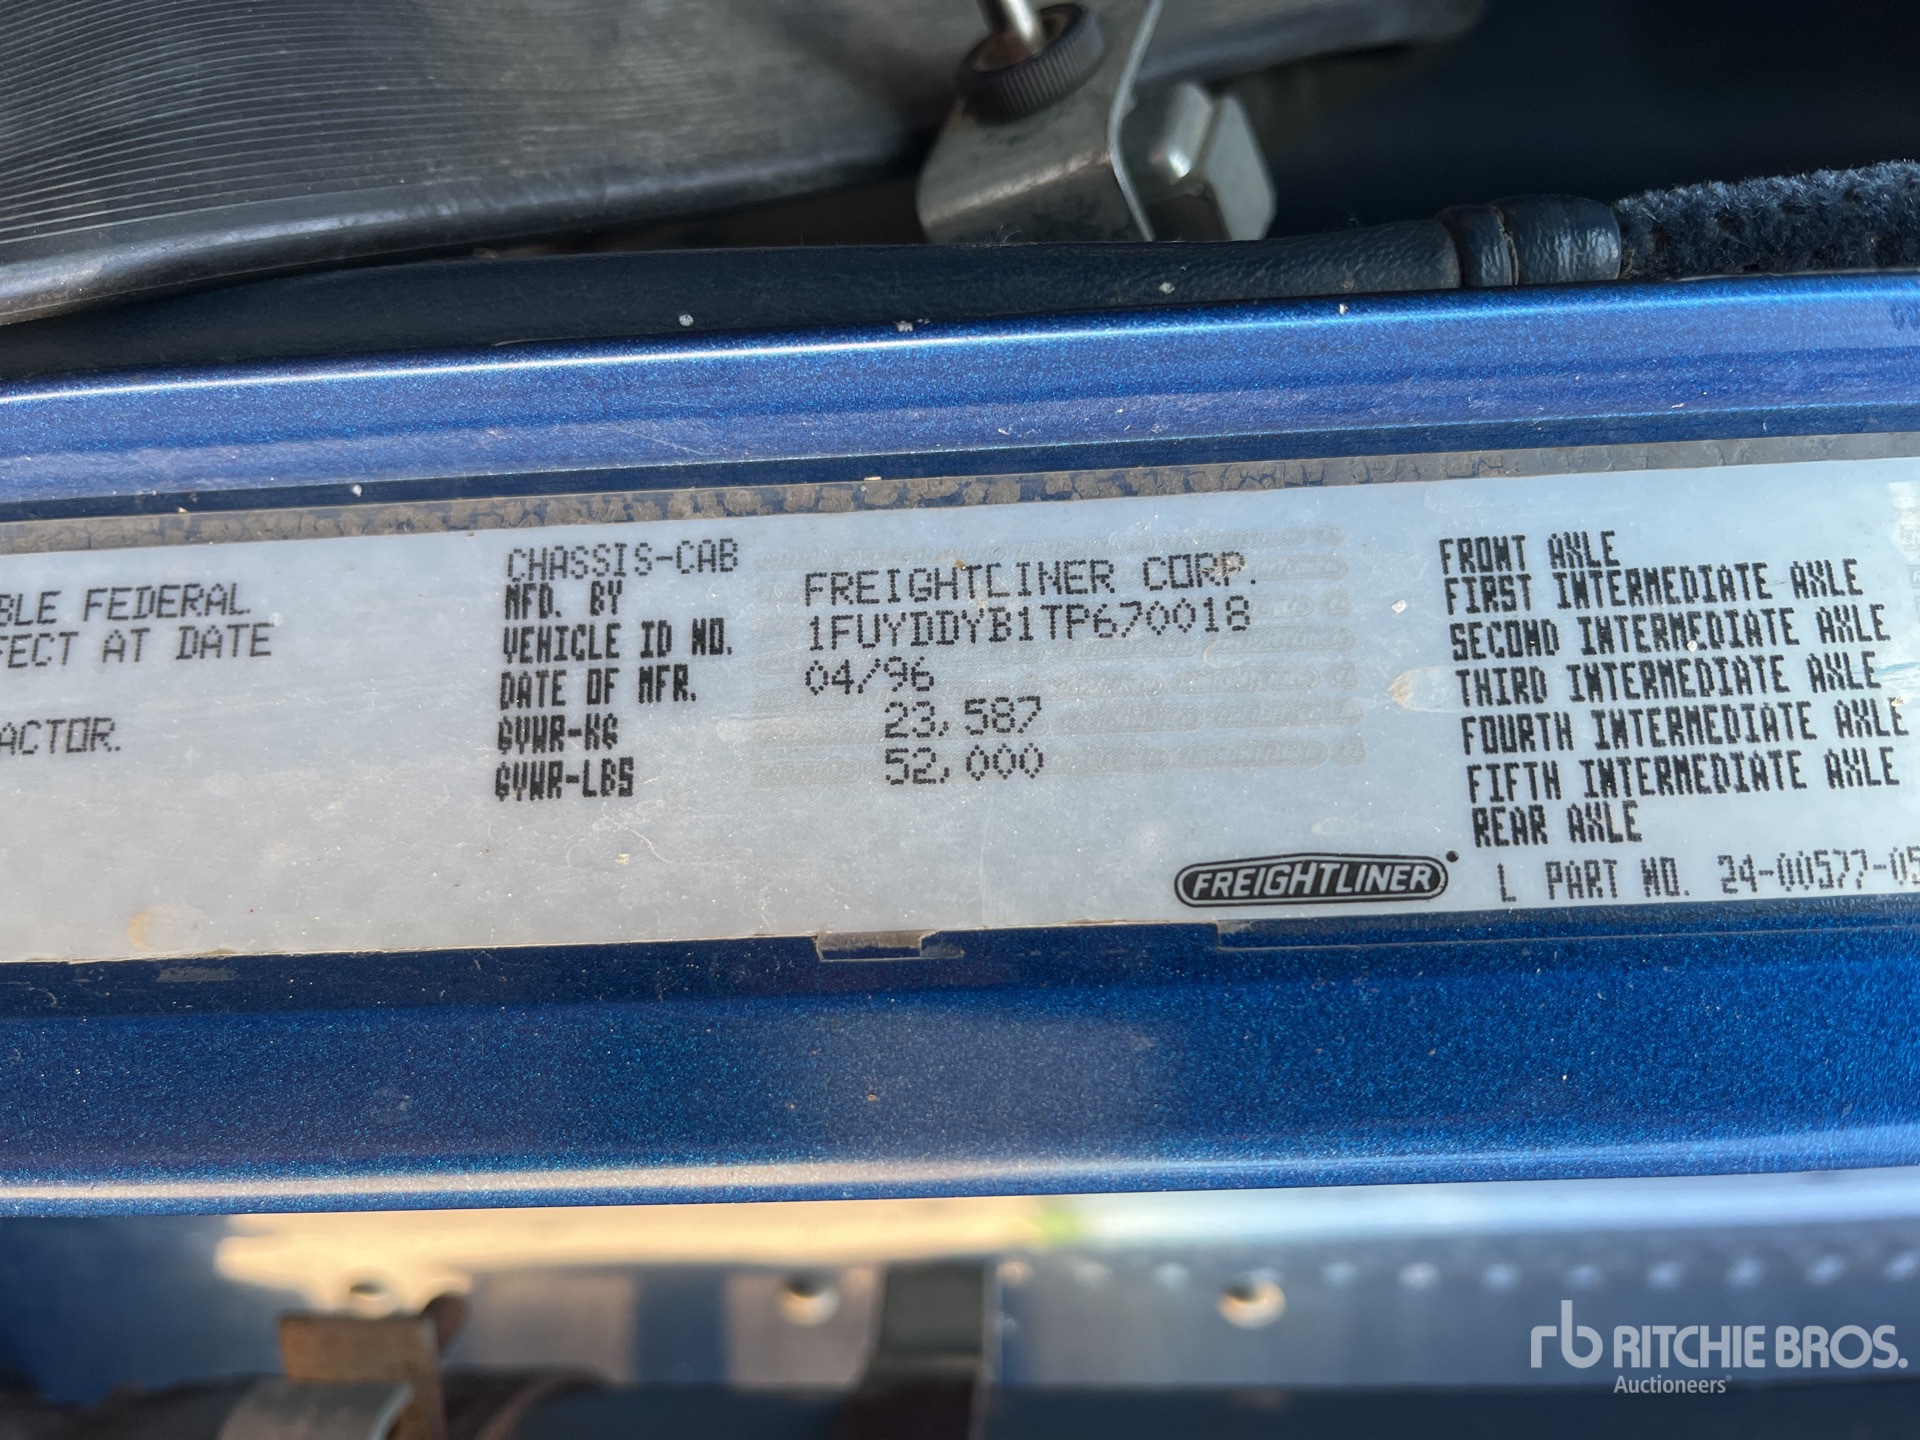 BLE FEDERAL
FECT AT DATE
ACTOR.
CHASSIS-CAB
MFD. BY FREIGHTLINER CORP.
VEHICLE ID NO. 1FUYDDYB1TP670018
DATE OF MFR. 04/96
GVWR-KG 23,587
GVWR-LBS 52,000
FRONT AXLE
FIRST INTERMEDIATE AXLE
SECOND INTERMEDIATE AXLE
THIRD INTERMEDIATE AXLE
FOURTH INTERMEDIATE AXLE
FIFTH INTERMEDIATE AXLE
REAR AXLE
FREIGHTLINER
L PART NO. 24-00577-05
rb RITCHIE BROS.
Auctioneers